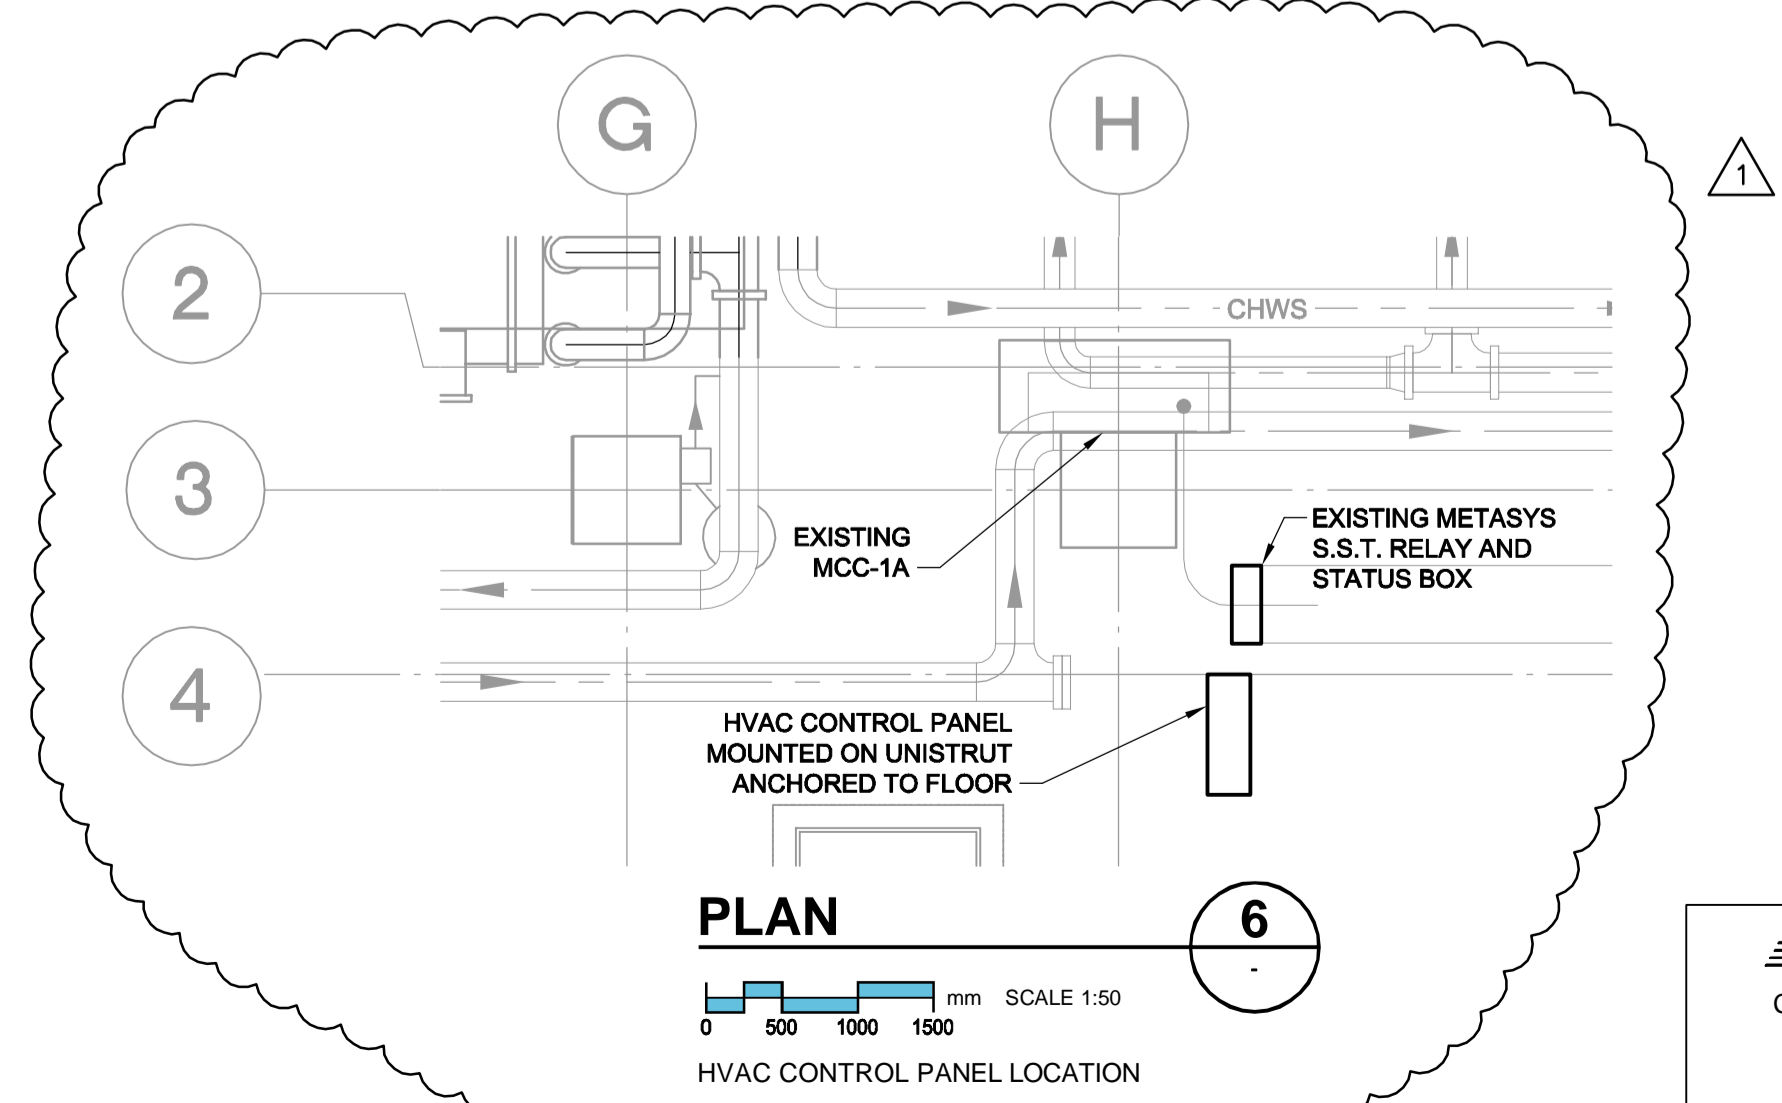 G
H
1
2
CHWS
3
EXISTING
MCC-1A
EXISTING METASYS
S.S.T. RELAY AND
STATUS BOX
4
HVAC CONTROL PANEL
MOUNTED ON UNISTRUT
ANCHORED TO FLOOR
PLAN
6
-
mm SCALE 1:50
0 500 1000 1500
HVAC CONTROL PANEL LOCATION